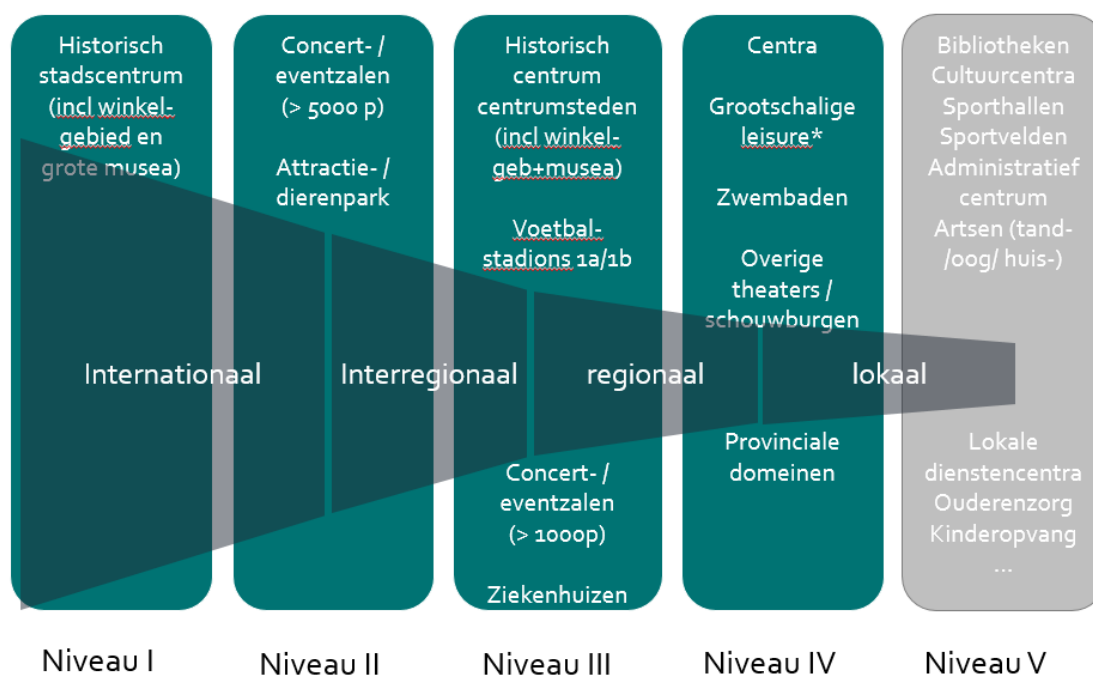 Historisch
stadscentrum
(incl winkel-
gebied en
grote musea)
Concert- /
eventzalen
(> 5000 p)
Attractie- /
dierenpark
Historisch
centrum
centrumsteden
(incl winkel-
geb+musea)
Voetbal-
stadions 1a/1b
Concert- /
eventzalen
(> 1000p)
Ziekenhuizen
Centra
Grootschalige
leisure*
Zwembaden
Overige
theaters /
schouwburgen
Provinciale
domeinen
Bibliotheken
Cultuurcentra
Sporthallen
Sportvelden
Administratief
centrum
Artsen (tand-
/oog/ huis-)
Lokale
dienstencentra
Ouderenzorg
Kinderopvang
...
Internationaal
Interregionaal
regionaal
lokaal
Niveau I
Niveau II
Niveau III
Niveau IV
Niveau V